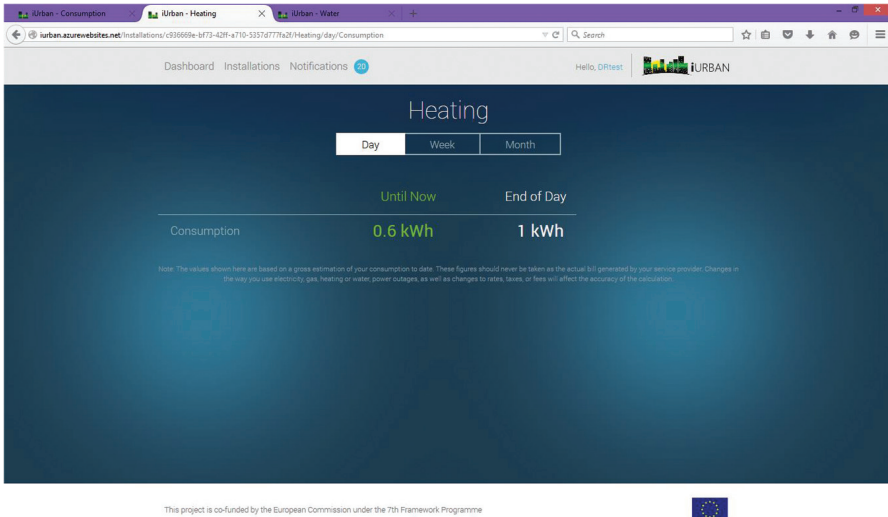 iUrban - Consumption
iUrban - Heating
iUrban - Water
iurban.azurewebsites.net/Installations/c936669e-bf73-42ff-a710-5357d777fa2f/Heating/day/Consumption
Search
Dashboard Installations Notifications 20
Hello, DRtest
iURBAN
Heating
Day Week Month
Until Now End of Day
Consumption 0.6 kWh 1 kWh
Note: The values shown here are based on a gross estimation of your consumption to date. These figures should never be taken as the actual bill generated by your service provider. Changes in
the way you use electricity, gas, heating or water, power outages, as well as changes to rates, taxes, or fees will affect the accuracy of the calculation.
This project is co-funded by the European Commission under the 7th Framework Programme